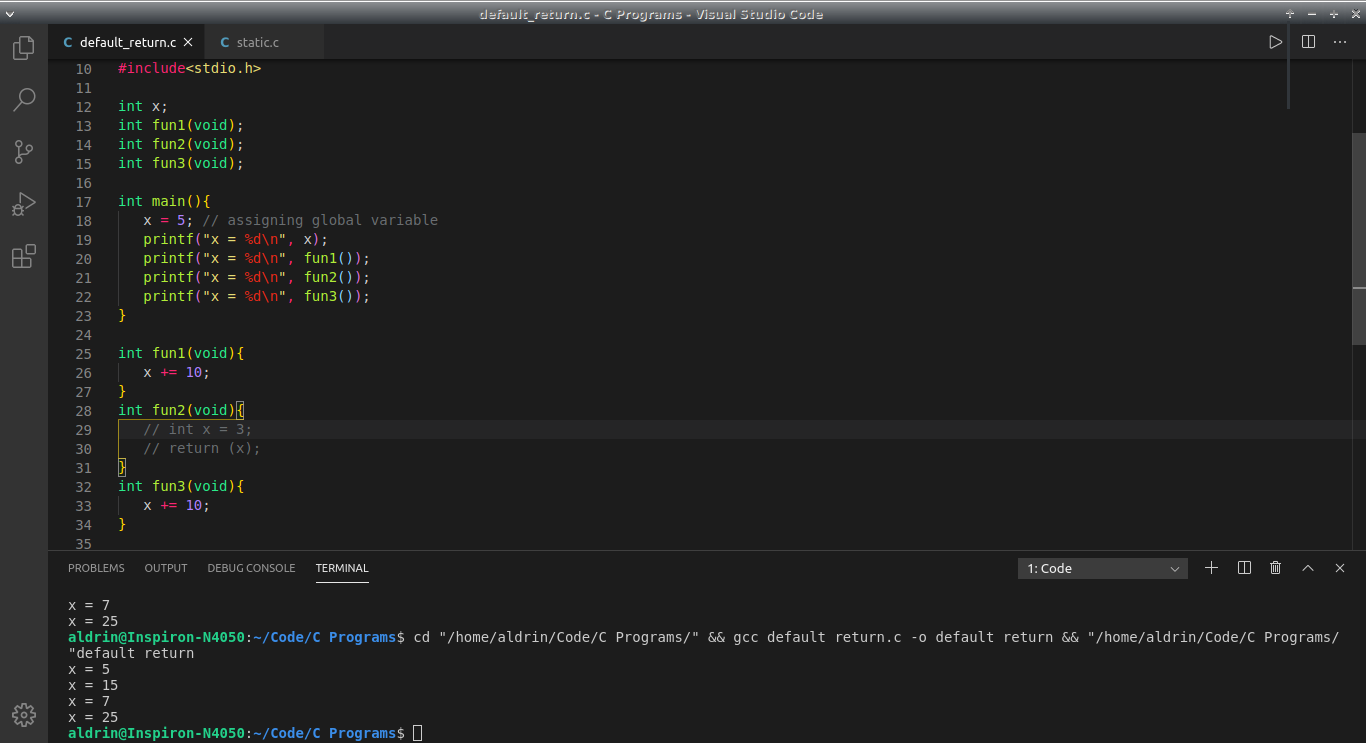 default_return.c - C Programs - Visual Studio Code
C default_return.c × C static.c
10 #include<stdio.h>
11
12 int x;
13 int fun1(void);
14 int fun2(void);
15 int fun3(void);
16
17 int main(){
18 x = 5; // assigning global variable
19 printf("x = %d\n", x);
20 printf("x = %d\n", fun1());
21 printf("x = %d\n", fun2());
22 printf("x = %d\n", fun3());
23 }
24
25 int fun1(void){
26 x += 10;
27 }
28 int fun2(void){
29 // int x = 3;
30 // return (x);
31 }
32 int fun3(void){
33 x += 10;
34 }
35
PROBLEMS OUTPUT DEBUG CONSOLE TERMINAL 1: Code
x = 7
x = 25
aldrin@Inspiron-N4050:~/Code/C Programs$ cd "/home/aldrin/Code/C Programs/" && gcc default return.c -o default return && "/home/aldrin/Code/C Programs/
"default return
x = 5
x = 15
x = 7
x = 25
aldrin@Inspiron-N4050:~/Code/C Programs$